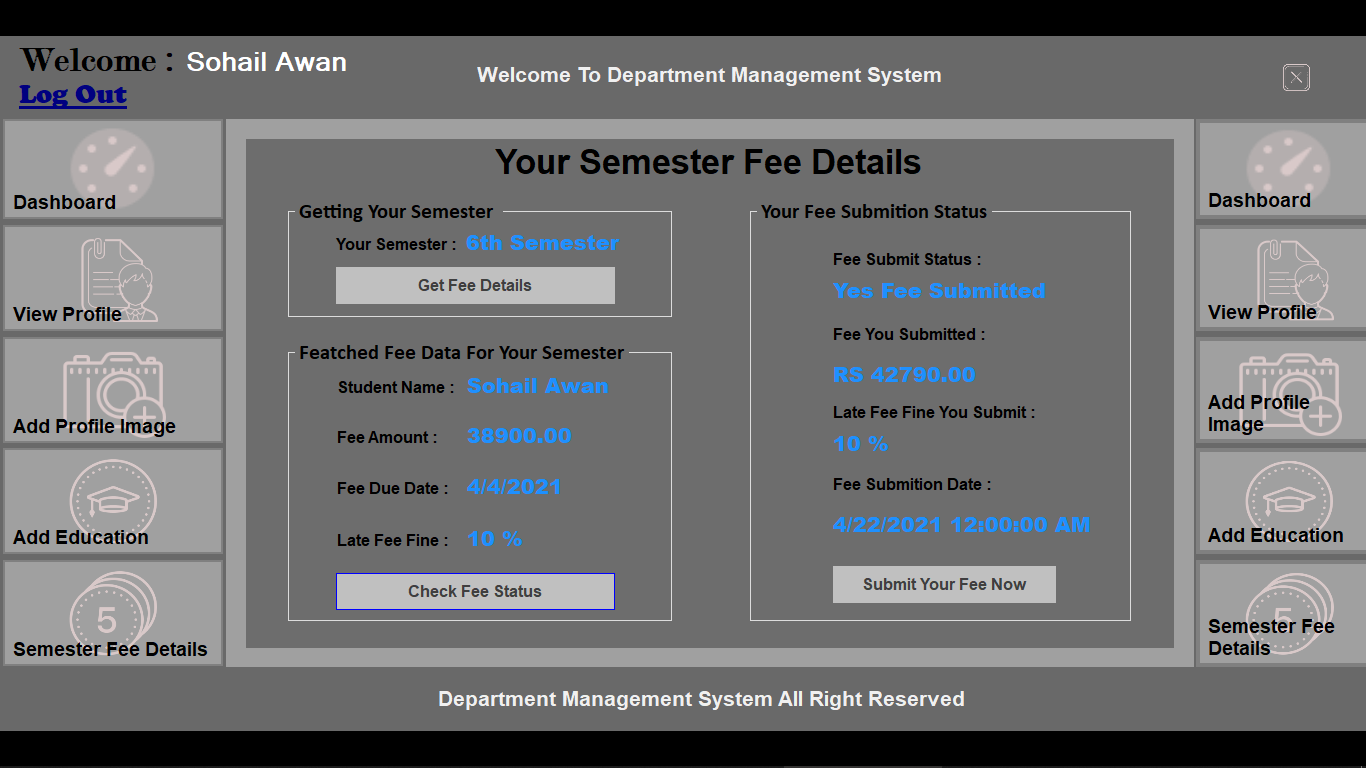 Welcome : Sohail Awan
Log Out
Welcome To Department Management System
Dashboard
View Profile
Add Profile Image
Add Education
5
Semester Fee Details
Your Semester Fee Details
Getting Your Semester
Your Semester : 6th Semester
Get Fee Details
Featched Fee Data For Your Semester
Student Name : Sohail Awan
Fee Amount : 38900.00
Fee Due Date : 4/4/2021
Late Fee Fine : 10 %
Check Fee Status
Your Fee Submition Status
Fee Submit Status :
Yes Fee Submitted
Fee You Submitted :
RS 42790.00
Late Fee Fine You Submit :
10 %
Fee Submition Date :
4/22/2021 12:00:00 AM
Submit Your Fee Now
Dashboard
View Profile
Add Profile
Image
Add Education
5
Semester Fee
Details
Department Management System All Right Reserved